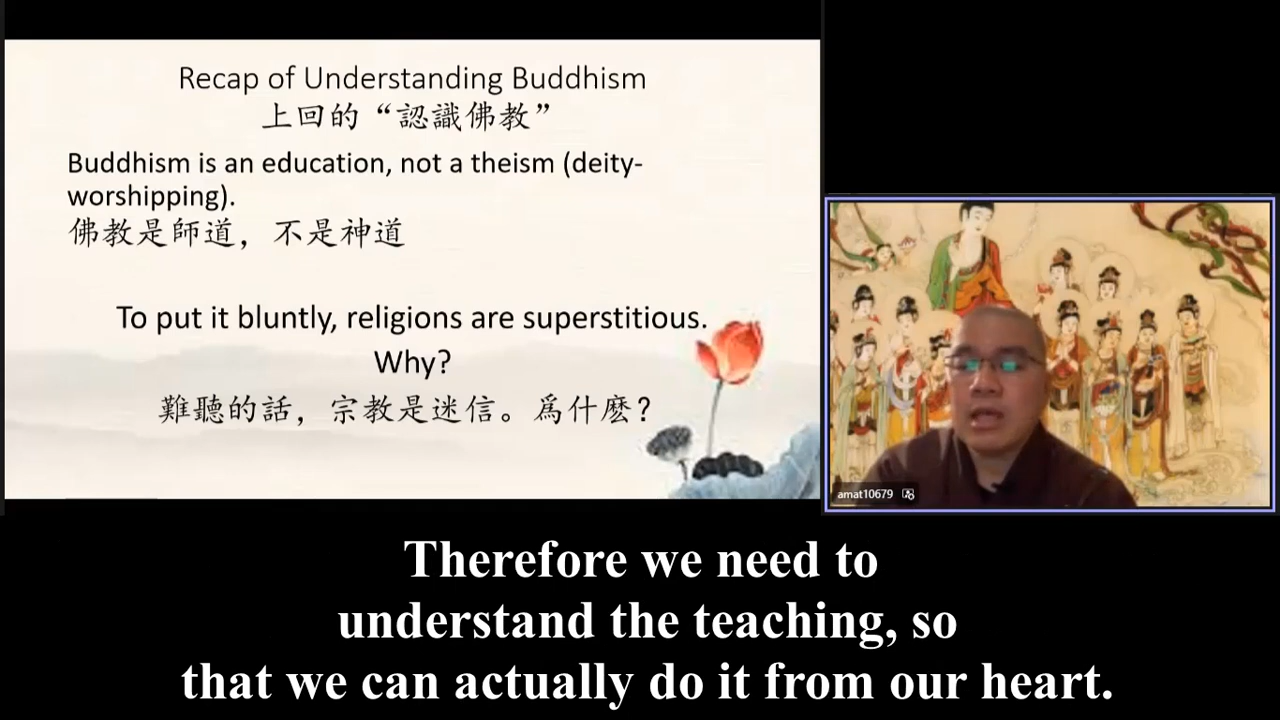 Recap of Understanding Buddhism
上回的“認識佛教”
Buddhism is an education, not a theism (deity-
worshipping).
佛教是師道，不是神道
To put it bluntly, religions are superstitious.
Why?
難聽的話，宗教是迷信。爲什麽？
amat10679
Therefore we need to
understand the teaching, so
that we can actually do it from our heart.